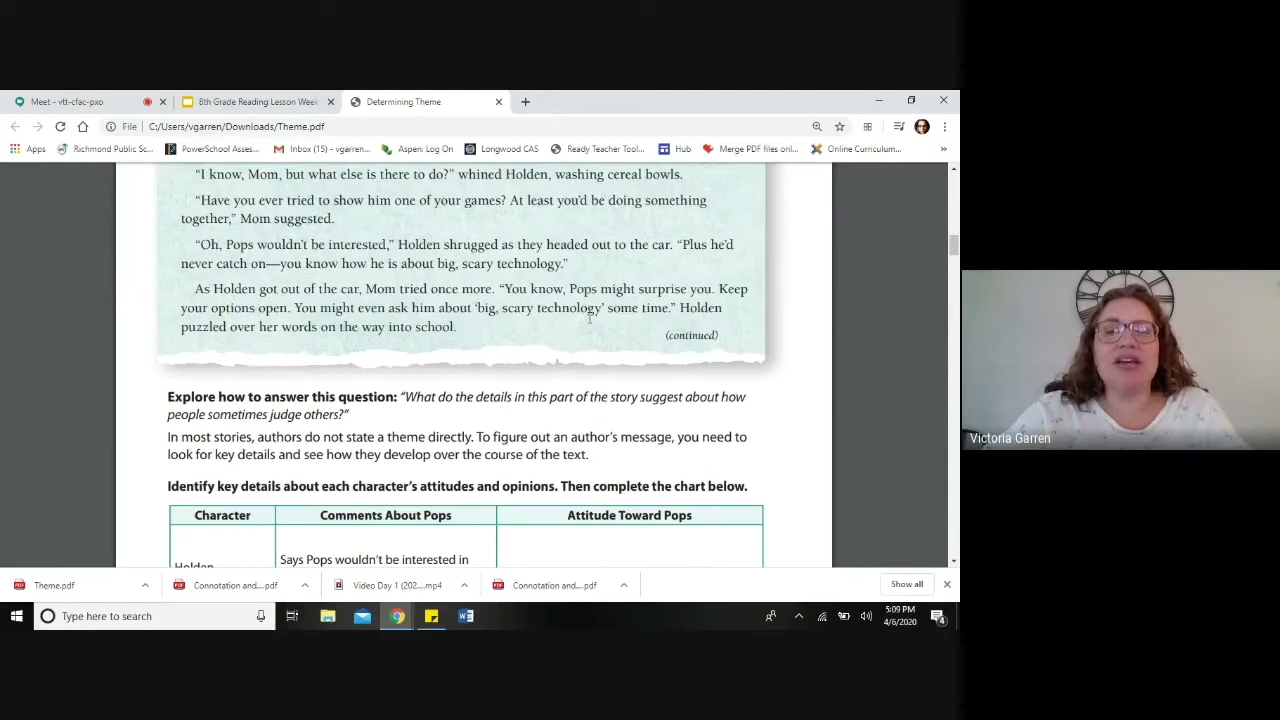 Meet - vtt-cfac-pxo
8th Grade Reading Lesson Week
Determining Theme
File
C:/Users/vgarren/Downloads/Theme.pdf
Apps
Richmond Public Sc...
PowerSchool Asses...
Inbox (15) - vgarren...
Aspen: Log On
Longwood CAS
Ready Teacher Tool...
Hub
Merge PDF files onl...
Online Curriculum...
“I know, Mom, but what else is there to do?” whined Holden, washing cereal bowls.
“Have you ever tried to show him one of your games? At least you’d be doing something
together,” Mom suggested.
“Oh, Pops wouldn’t be interested,” Holden shrugged as they headed out to the car. “Plus he’d
never catch on—you know how he is about big, scary technology.”
As Holden got out of the car, Mom tried once more. “You know, Pops might surprise you. Keep
your options open. You might even ask him about ‘big, scary technology’ some time.” Holden
puzzled over her words on the way into school.
(continued)
Explore how to answer this question: “What do the details in this part of the story suggest about how
people sometimes judge others?”
In most stories, authors do not state a theme directly. To figure out an author’s message, you need to
look for key details and see how they develop over the course of the text.
Identify key details about each character’s attitudes and opinions. Then complete the chart below.
Character
Comments About Pops
Attitude Toward Pops
Holden
Says Pops wouldn’t be interested in
Victoria Garren
Theme.pdf
Connotation and....pdf
Video Day 1 (202....mp4
Connotation and....pdf
Show all
Type here to search
5:09 PM
4/6/2020
4